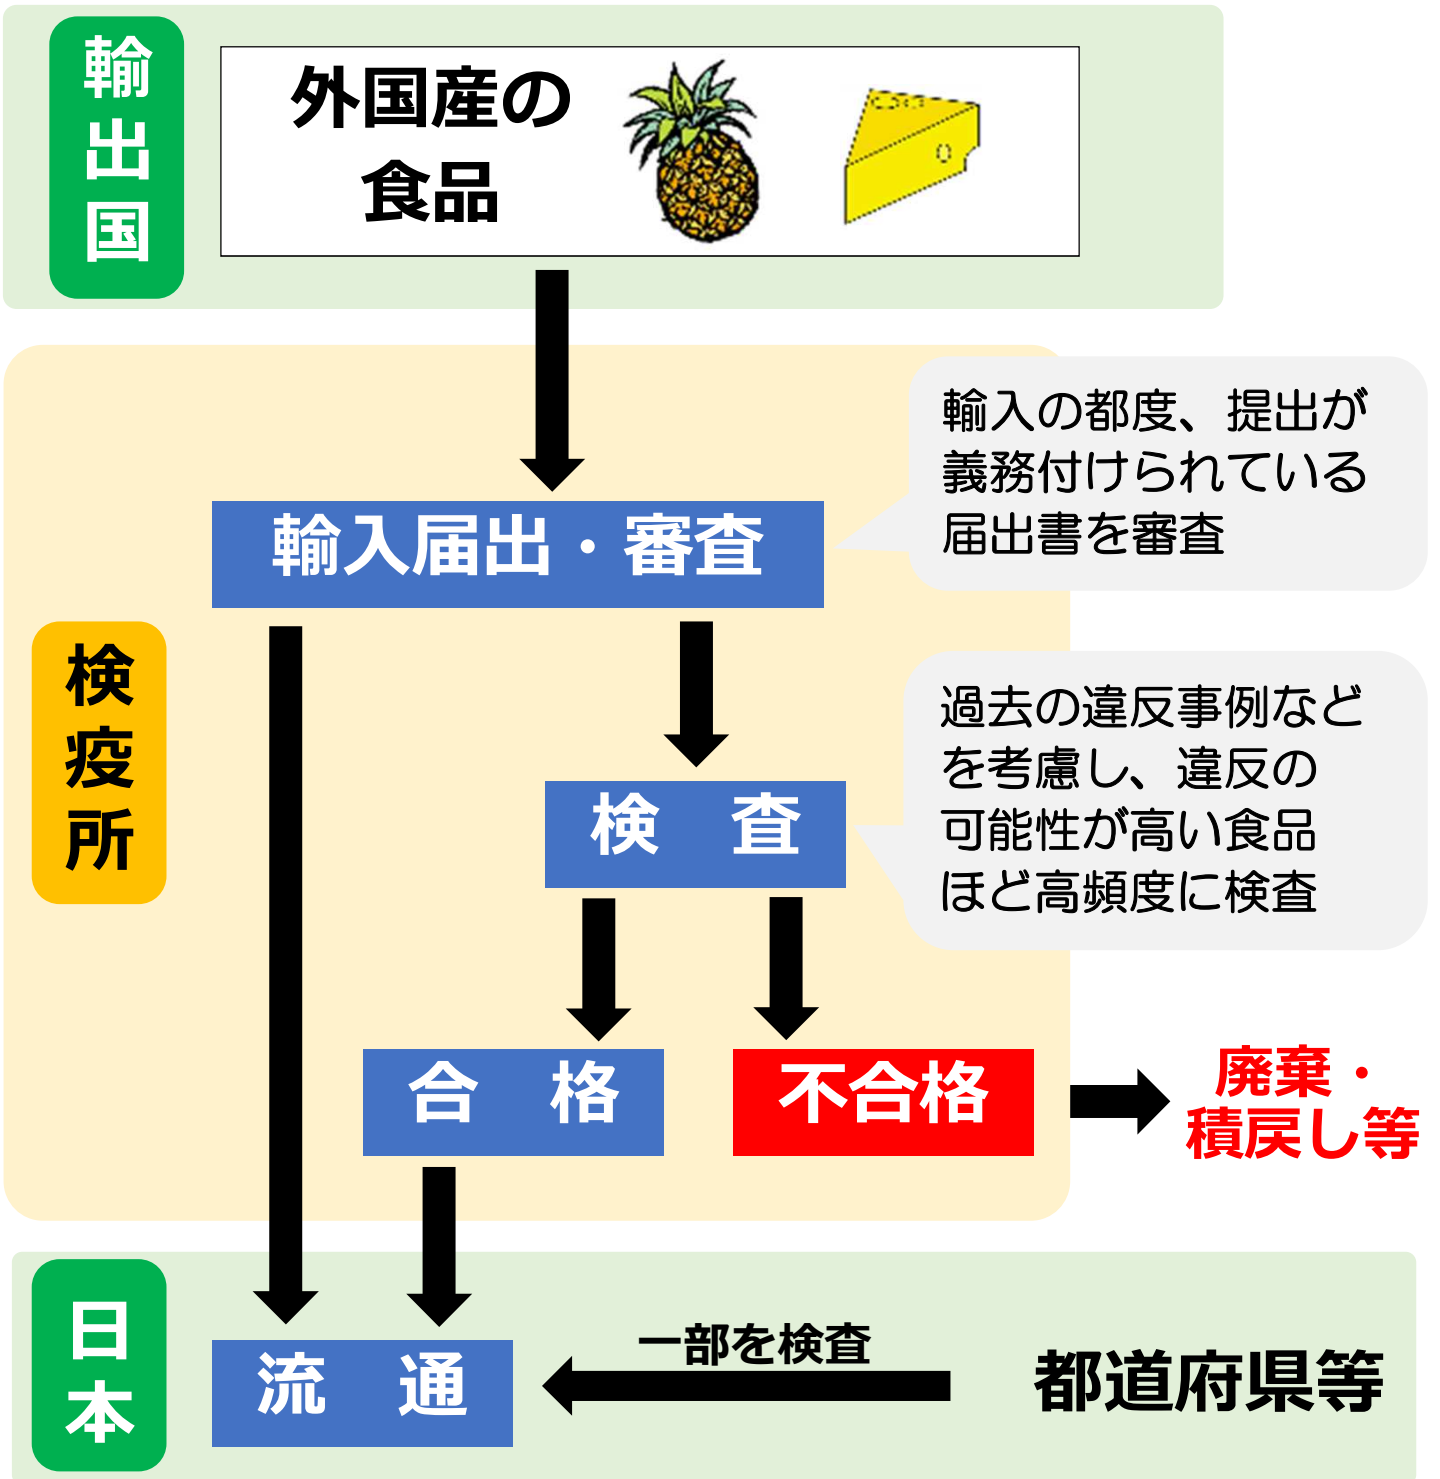 輸出国
外国産の
食品
輸入の都度、提出が
義務付けられている
届出書を審査
輸入届出・審査
検疫所
過去の違反事例など
を考慮し、違反の
可能性が高い食品
ほど高頻度に検査
検　査
合　格
不合格
廃棄・
積戻し等
日本
流　通
一部を検査
都道府県等